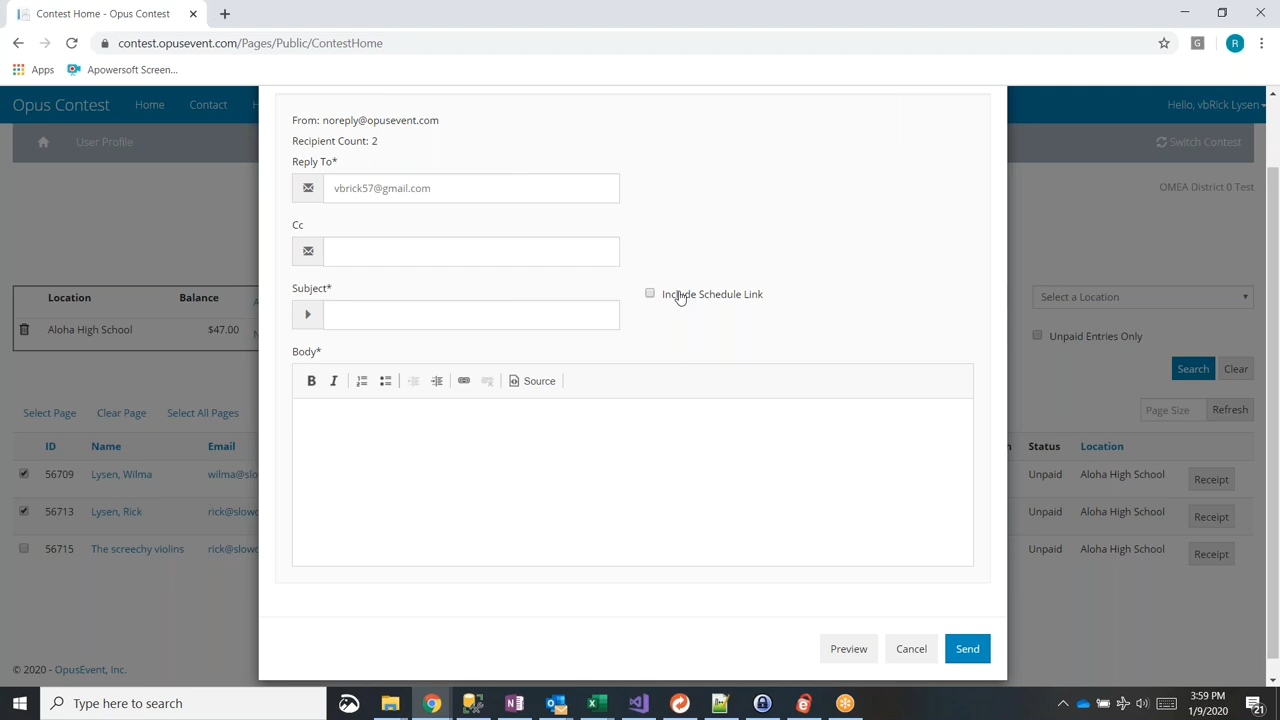 Contest Home - Opus Contest
contest.opusevent.com/Pages/Public/ContestHome
G
R
Apps
Apowersoft Screen...
Opus Contest
Home
Contact
H
Hello, vbRick Lysen
User Profile
Switch Contest
OMEA District 0 Test
From: noreply@opusevent.com
Recipient Count: 2
Reply To*
vbrick57@gmail.com
Cc
Subject*
Include Schedule Link
Body*
B I Source
Location Balance A
Aloha High School $47.00 N
Select a Location
Unpaid Entries Only
Search Clear
Select Page Clear Page Select All Pages
Page Size Refresh
ID Name Email Status Location
56709 Lysen, Wilma wilma@slo Unpaid Aloha High School Receipt
56713 Lysen, Rick rick@slowo Unpaid Aloha High School Receipt
56715 The screechy violins rick@slowo Unpaid Aloha High School Receipt
Preview Cancel Send
© 2020 - OpusEvent, Inc.
Type here to search
3:59 PM
1/9/2020
21